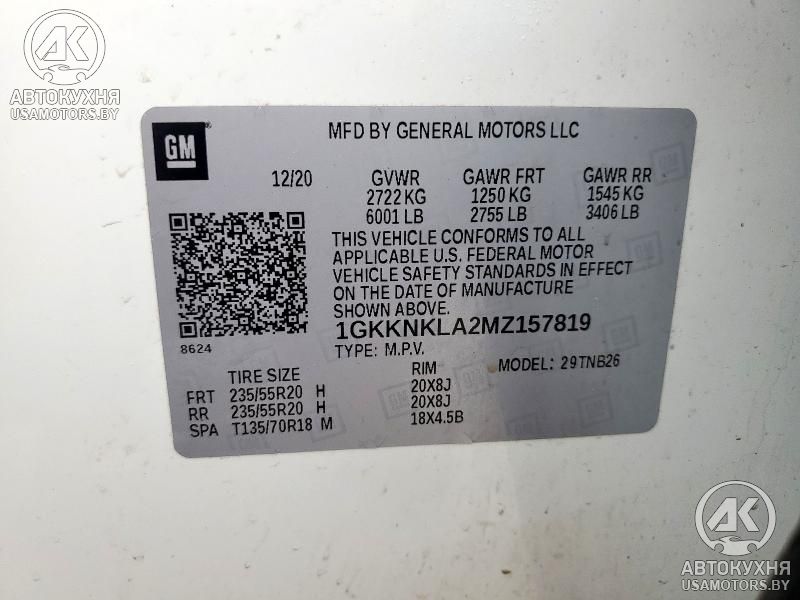 AK
АВТОКУХНЯ
USAMOTORS.BY
GM
MFD BY GENERAL MOTORS LLC
12/20 GVWR GAWR FRT GAWR RR
2722 KG 1250 KG 1545 KG
6001 LB 2755 LB 3406 LB
THIS VEHICLE CONFORMS TO ALL
APPLICABLE U.S. FEDERAL MOTOR
VEHICLE SAFETY STANDARDS IN EFFECT
ON THE DATE OF MANUFACTURE
SHOWN ABOVE.
8624
1GKKNKLA2MZ157819
TYPE: M.P.V. MODEL: 29TNB26
TIRE SIZE RIM
FRT 235/55R20 H 20X8J
RR 235/55R20 H 20X8J
SPA T135/70R18 M 18X4.5B
AK
АВТОКУХНЯ
USAMOTORS.BY